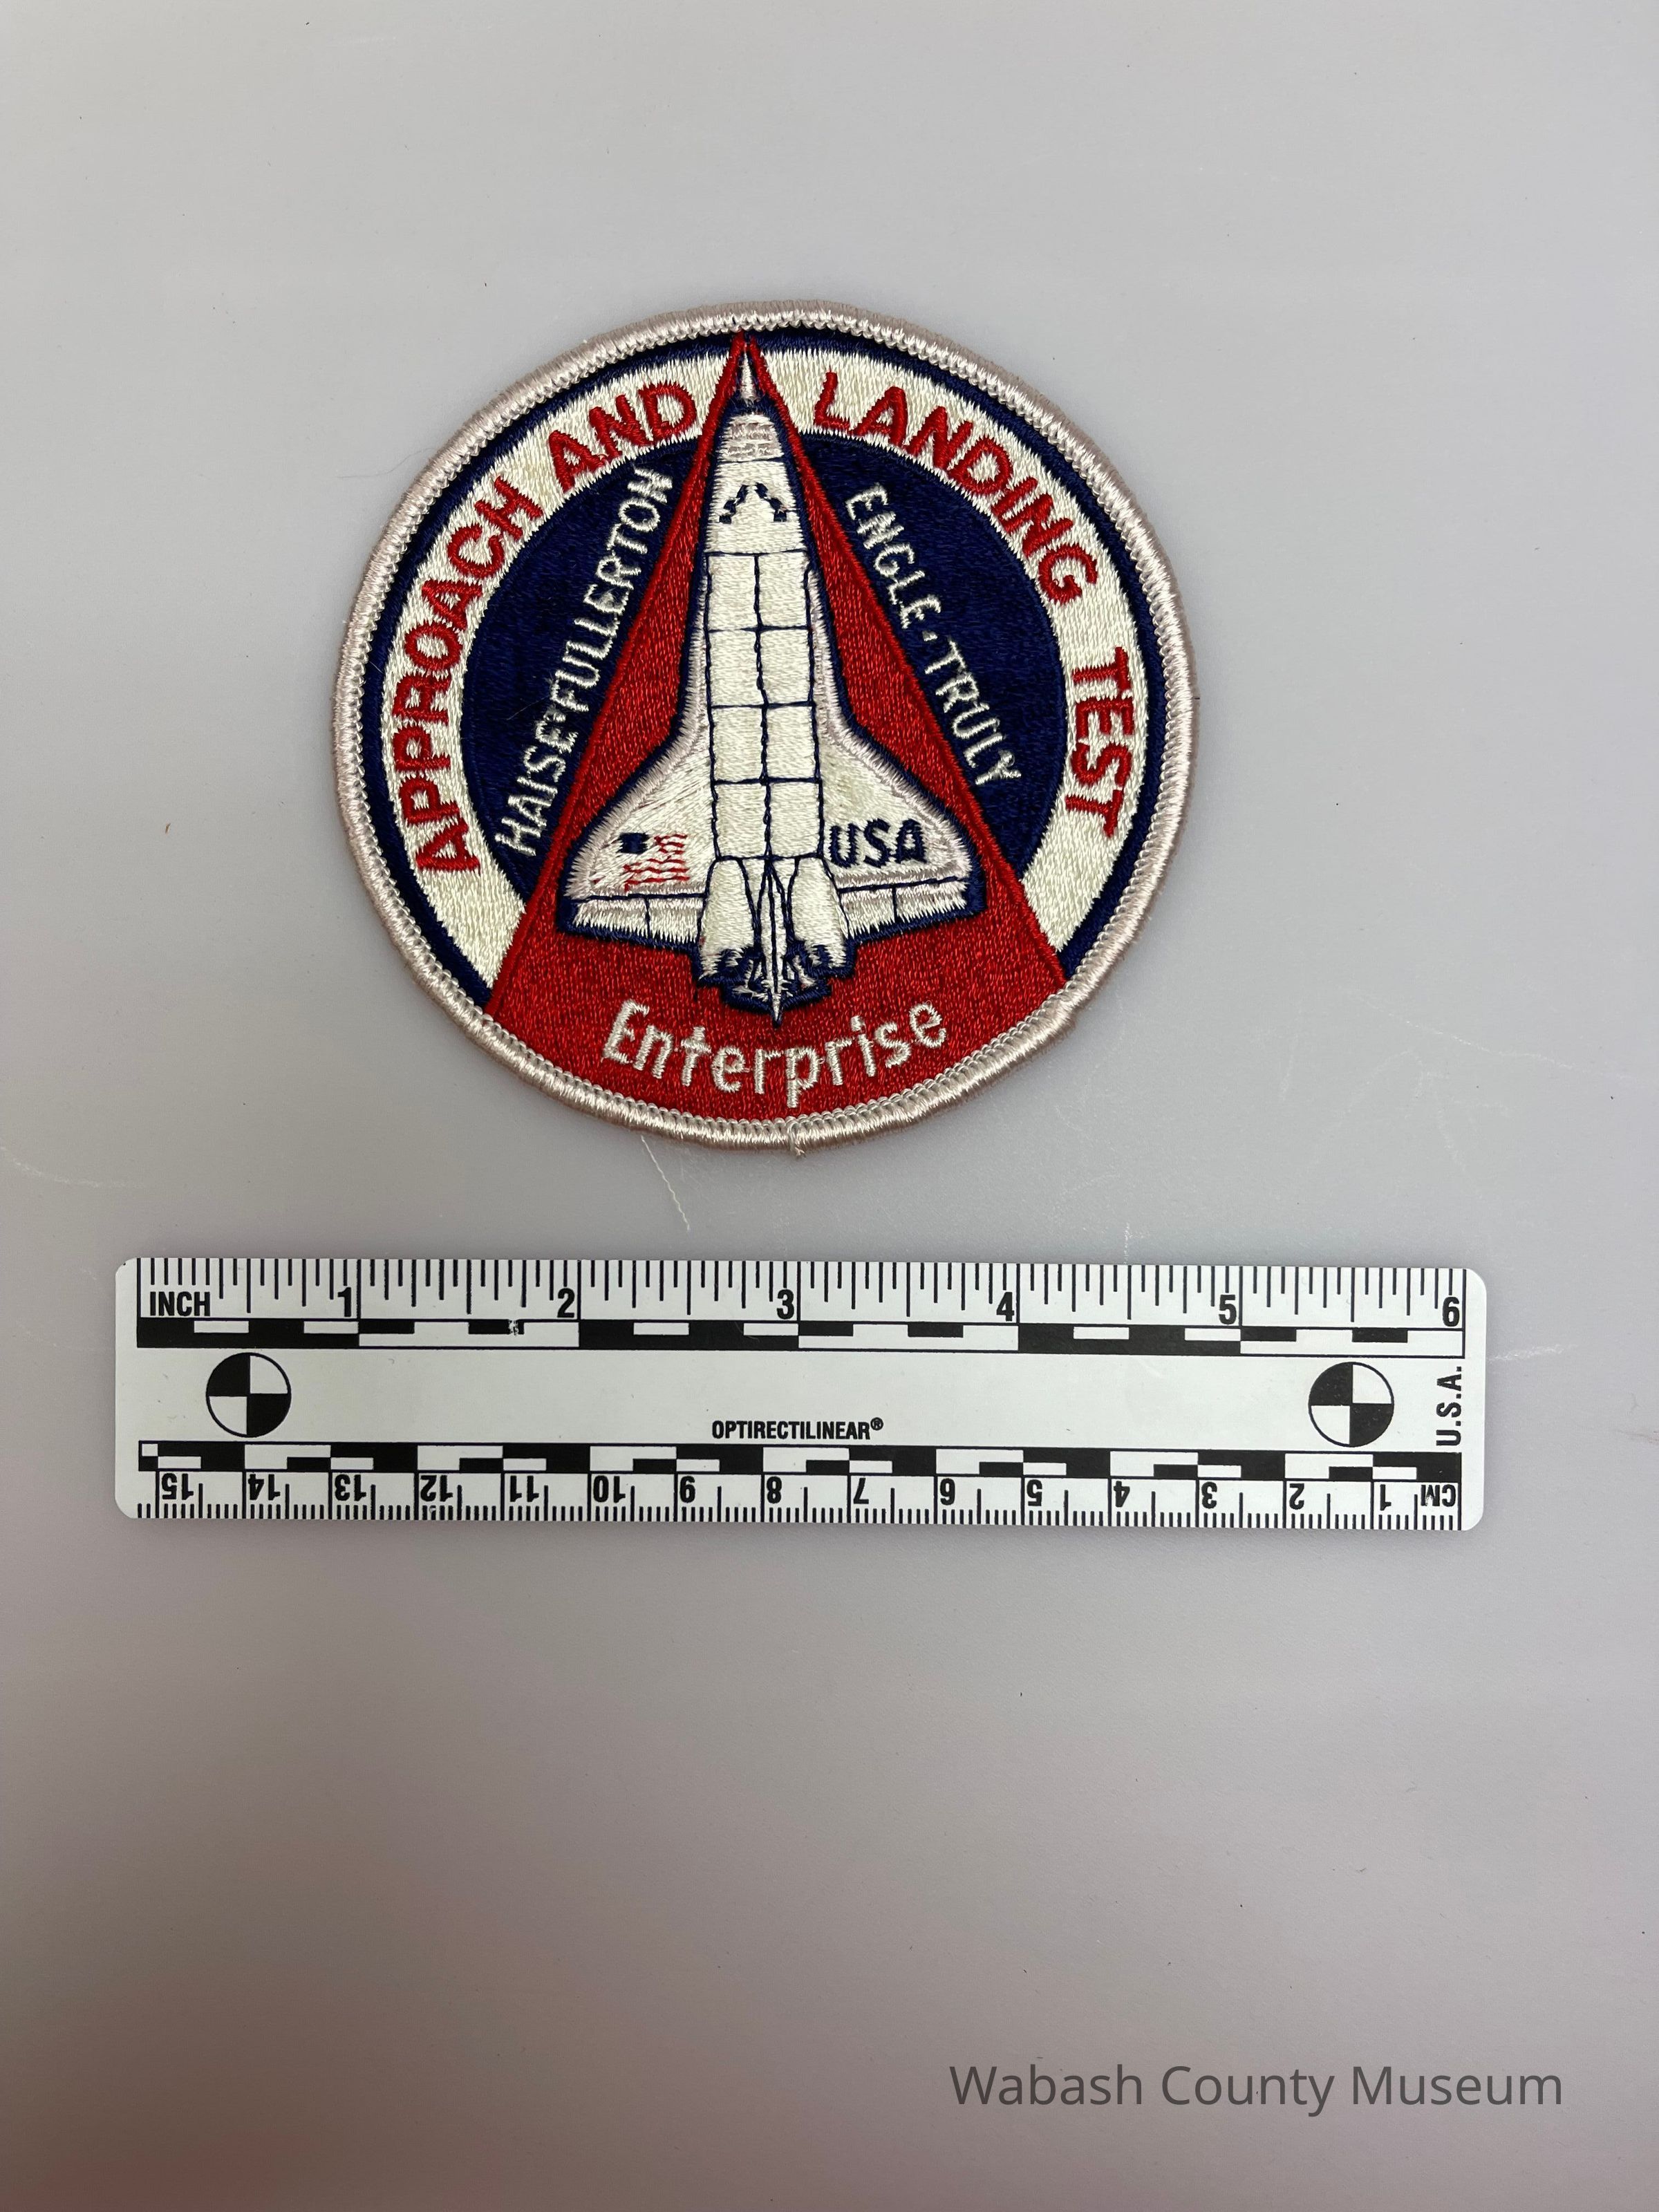 APPROACH AND LANDING TEST
HAISE•FULLERTON
ENGLE•TRULY
USA
Enterprise
INCH 1 2 3 4 5 6
U.S.A.
OPTIRECTILINEAR®
15 14 13 12 11 10 9 8 7 6 5 4 3 2 1 CM
Wabash County Museum